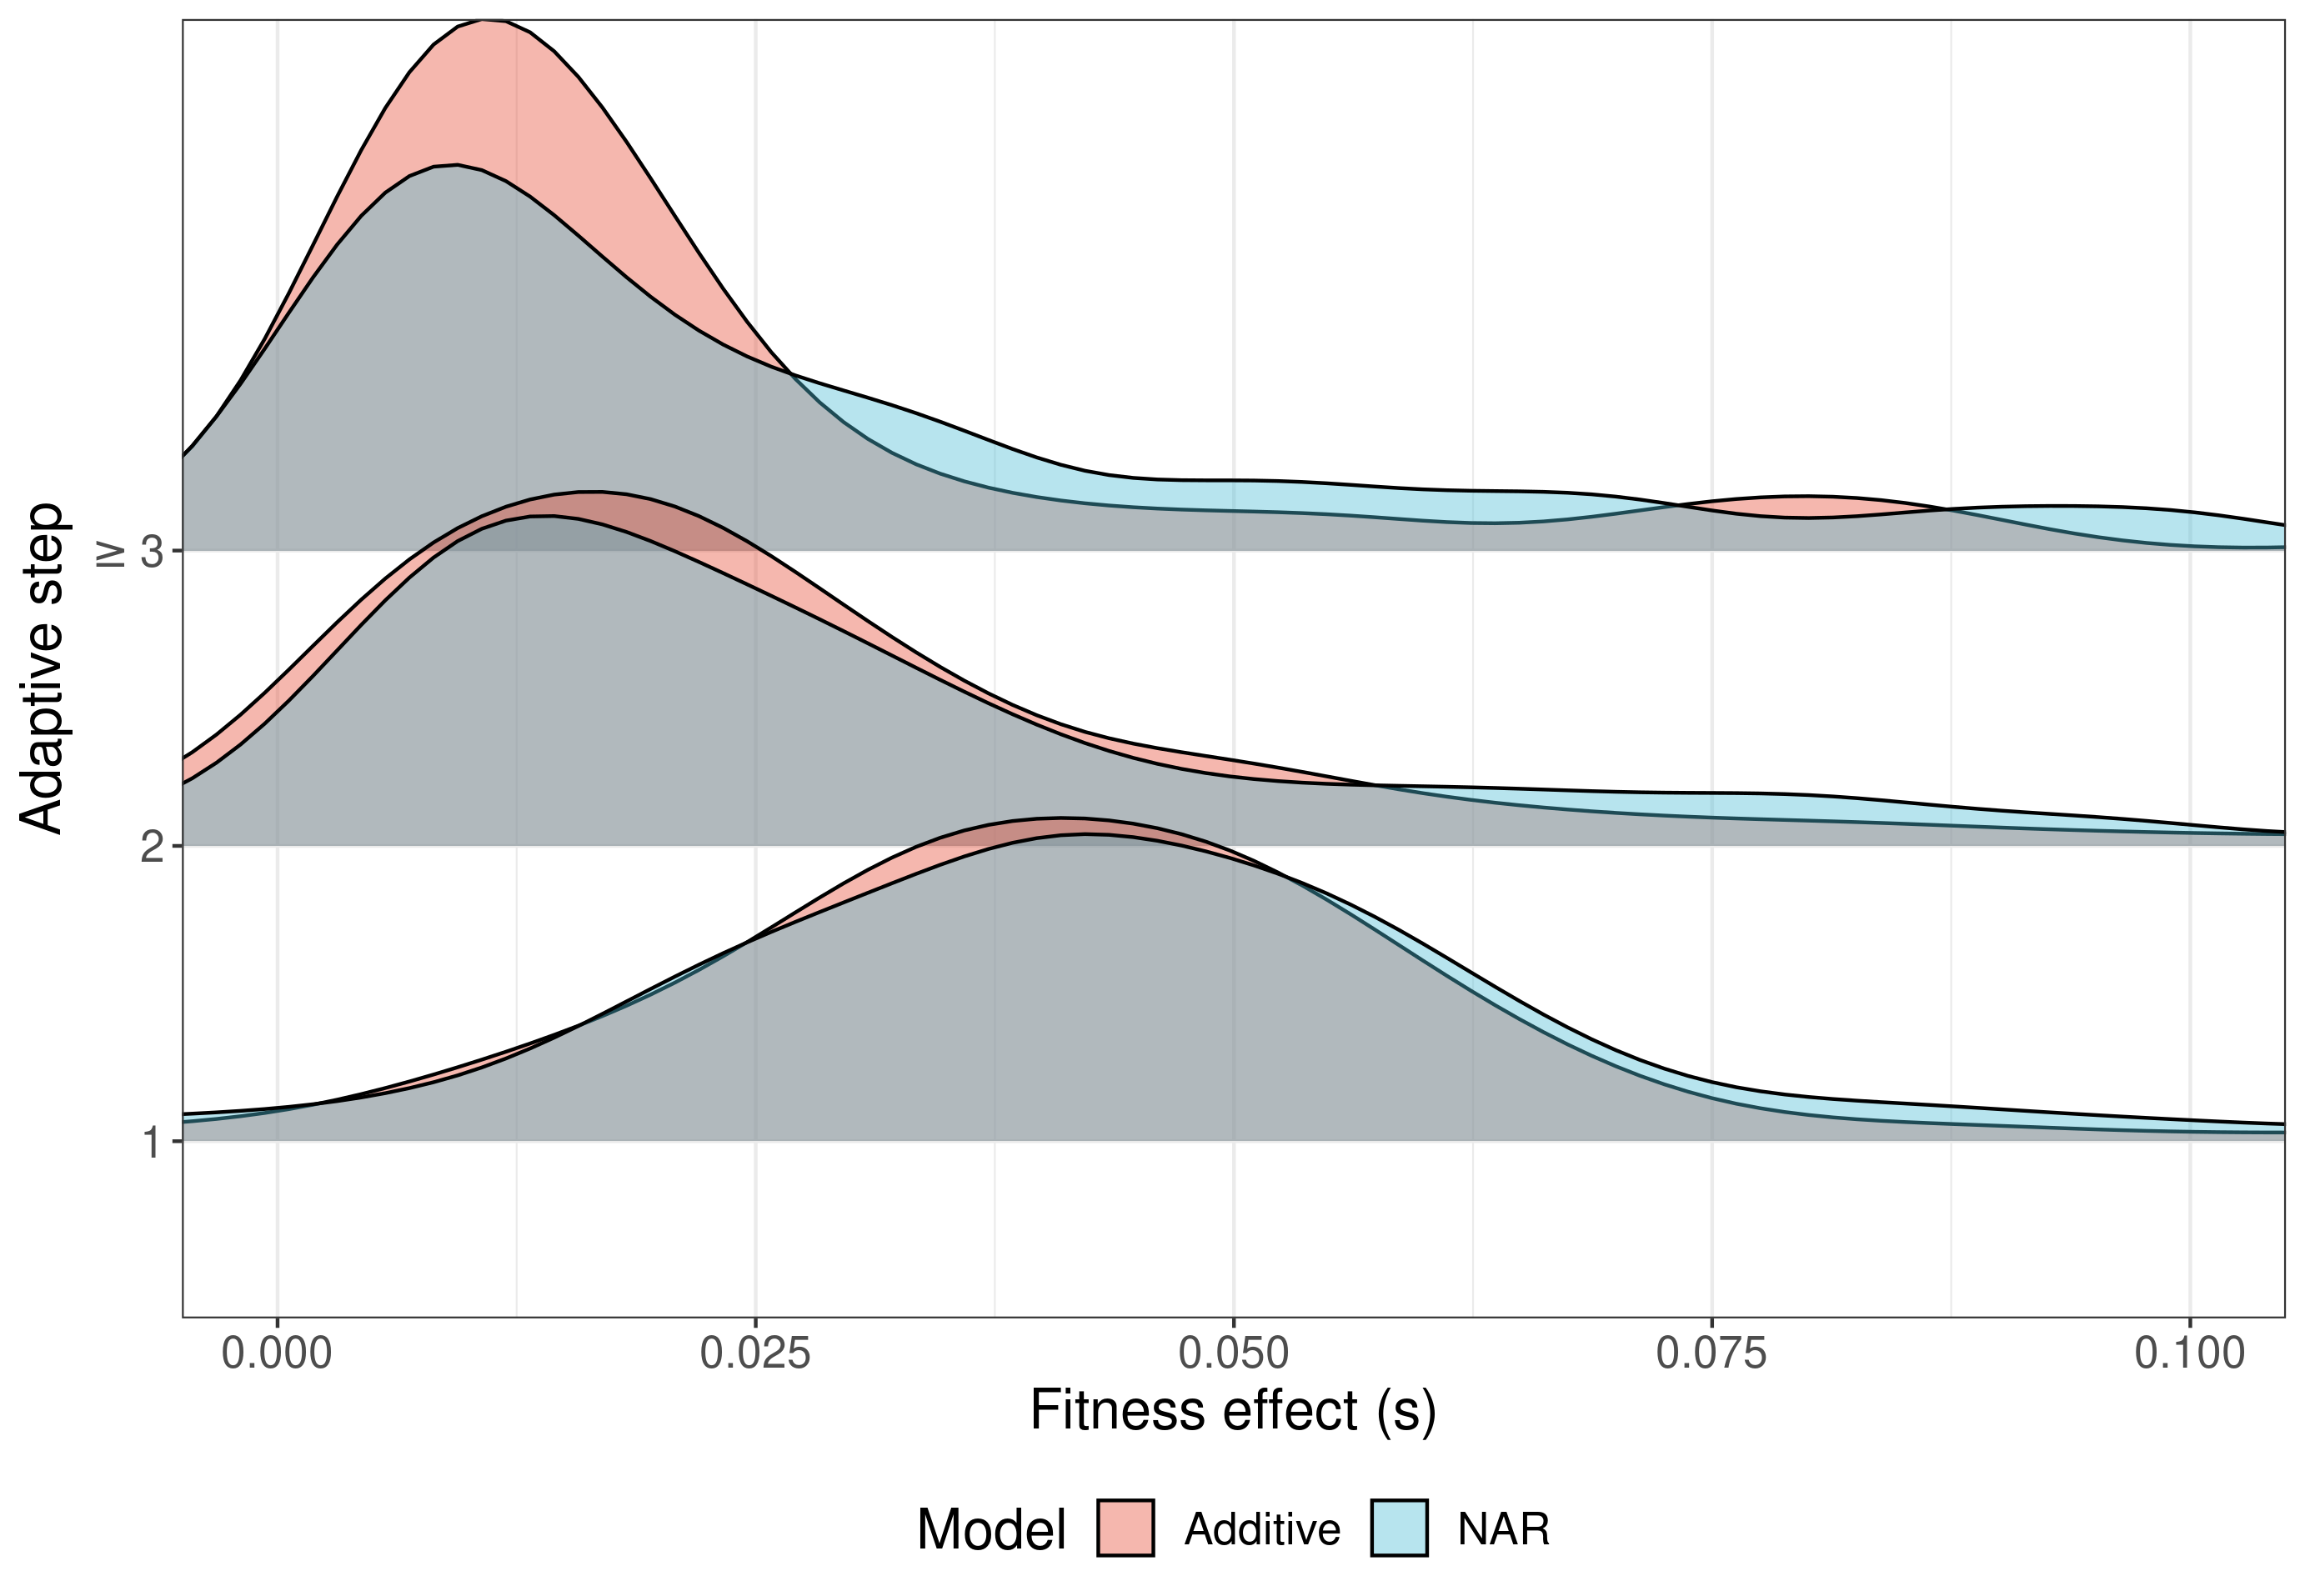 Adaptive step
≥ 3
2
1
0.000 0.025 0.050 0.075 0.100
Fitness effect (s)
Model Additive NAR